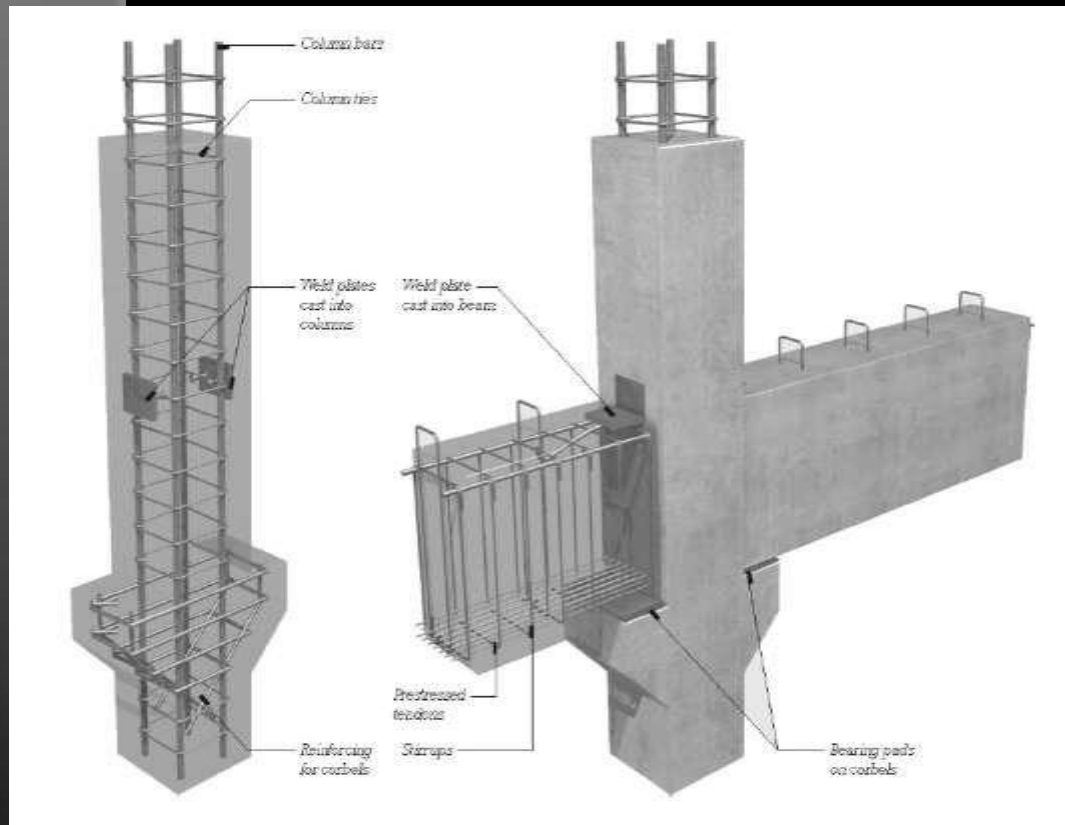 Column bars
Column ties
Weld plates
cast into
columns
Weld plate
cast into beam
Prestressed
tendons
Stirrups
Reinforcing
for corbels
Bearing pads
on corbels